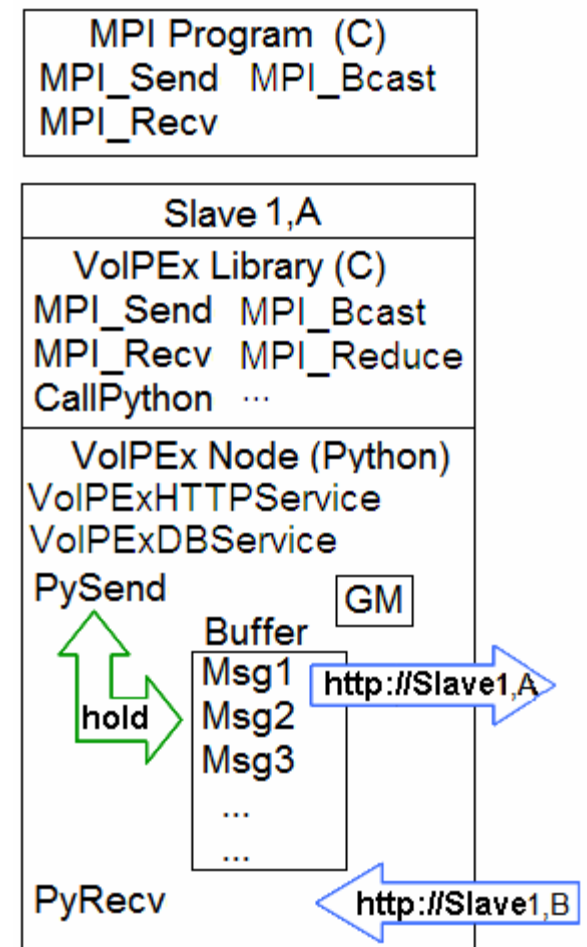 MPI Program (C)
MPI_Send MPI_Bcast
MPI_Recv
Slave 1,A
VolPEx Library (C)
MPI_Send MPI_Bcast
MPI_Recv MPI_Reduce
CallPython ...
VolPEx Node (Python)
VolPExHTTPService
VolPExDBService
PySend
GM
Buffer
Msg1
http://Slave1,A
hold
Msg2
Msg3
...
...
PyRecv
http://Slave1,B